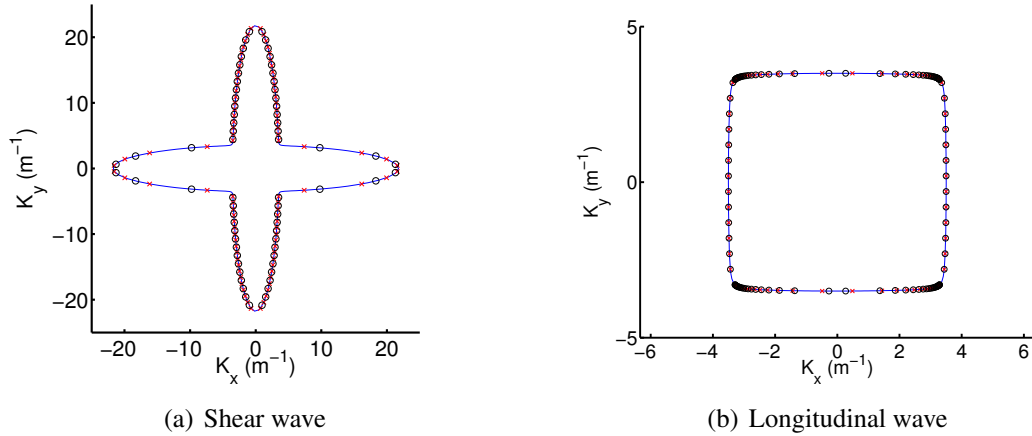 20
10
0
−10
−20
K_y (m^{−1})
−20 −10 0 10 20
K_x (m^{−1})
(a) Shear wave
5
0
−5
K_y (m^{−1})
−6 −4 −2 0 2 4 6
K_x (m^{−1})
(b) Longitudinal wave